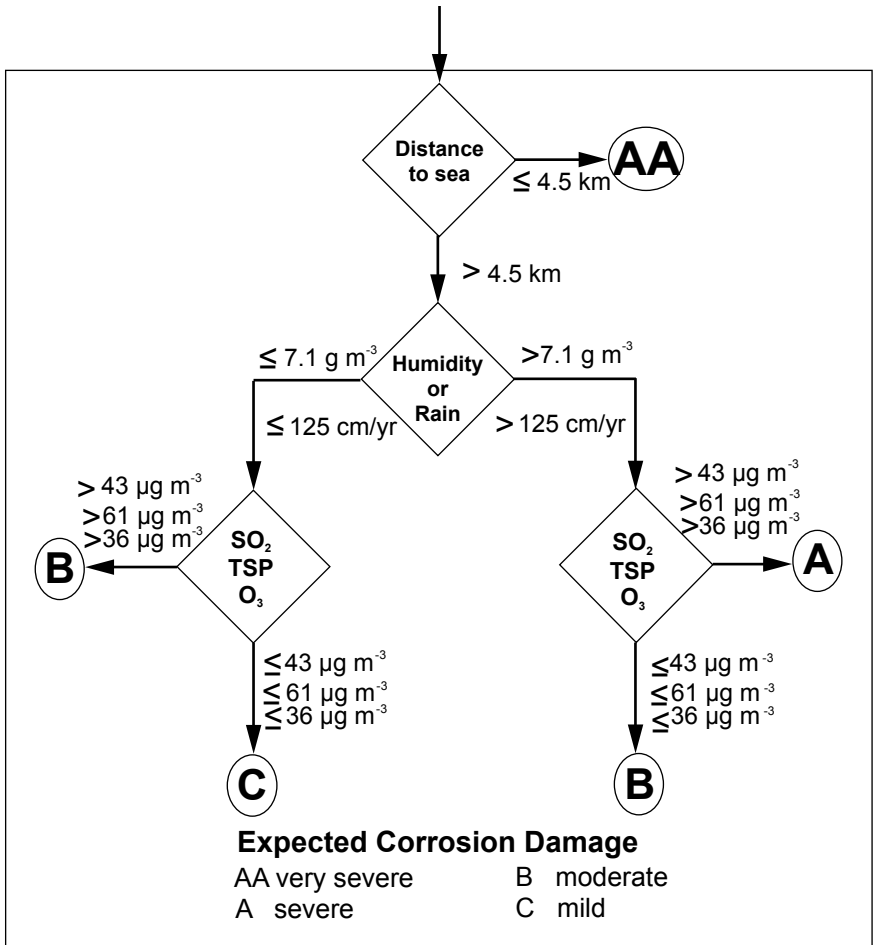 Distance
to sea
AA
≤ 4.5 km
> 4.5 km
≤ 7.1 g m⁻³
Humidity
or
Rain
>7.1 g m⁻³
≤ 125 cm/yr
> 125 cm/yr
> 43 µg m⁻³
>61 µg m⁻³
>36 µg m⁻³
B
SO₂
TSP
O₃
> 43 µg m⁻³
>61 µg m⁻³
>36 µg m⁻³
SO₂
TSP
O₃
A
≤43 µg m⁻³
≤61 µg m⁻³
≤36 µg m⁻³
C
≤43 µg m⁻³
≤61 µg m⁻³
≤36 µg m⁻³
B
Expected Corrosion Damage
AA very severe
B moderate
A severe
C mild